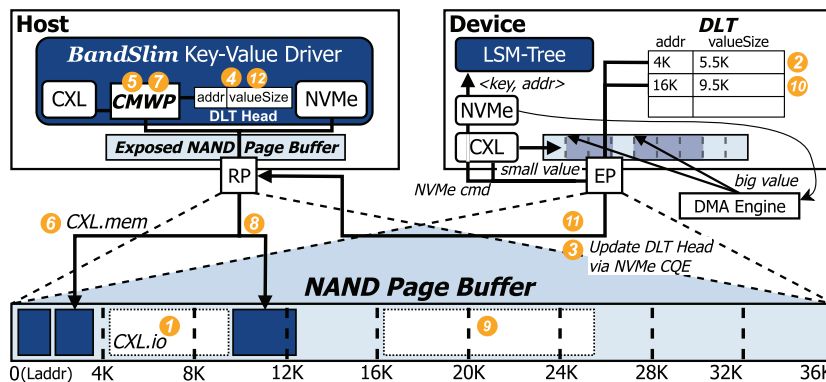 Host
BandSlim Key-Value Driver
CXL
5 7
CMWP
4 12
addr valueSize
DLT Head
NVMe
Exposed NAND Page Buffer
RP
Device
LSM-Tree
<key, addr>
NVMe
CXL
NVMe cmd
small value
EP
big value
DMA Engine
DLT
addr valueSize
4K 5.5K 2
16K 9.5K 10
6 CXL.mem 8
11
3 Update DLT Head
via NVMe CQE
NAND Page Buffer
1
CXL.io
9
0(Laddr) 4K 8K 12K 16K 20K 24K 28K 32K 36K